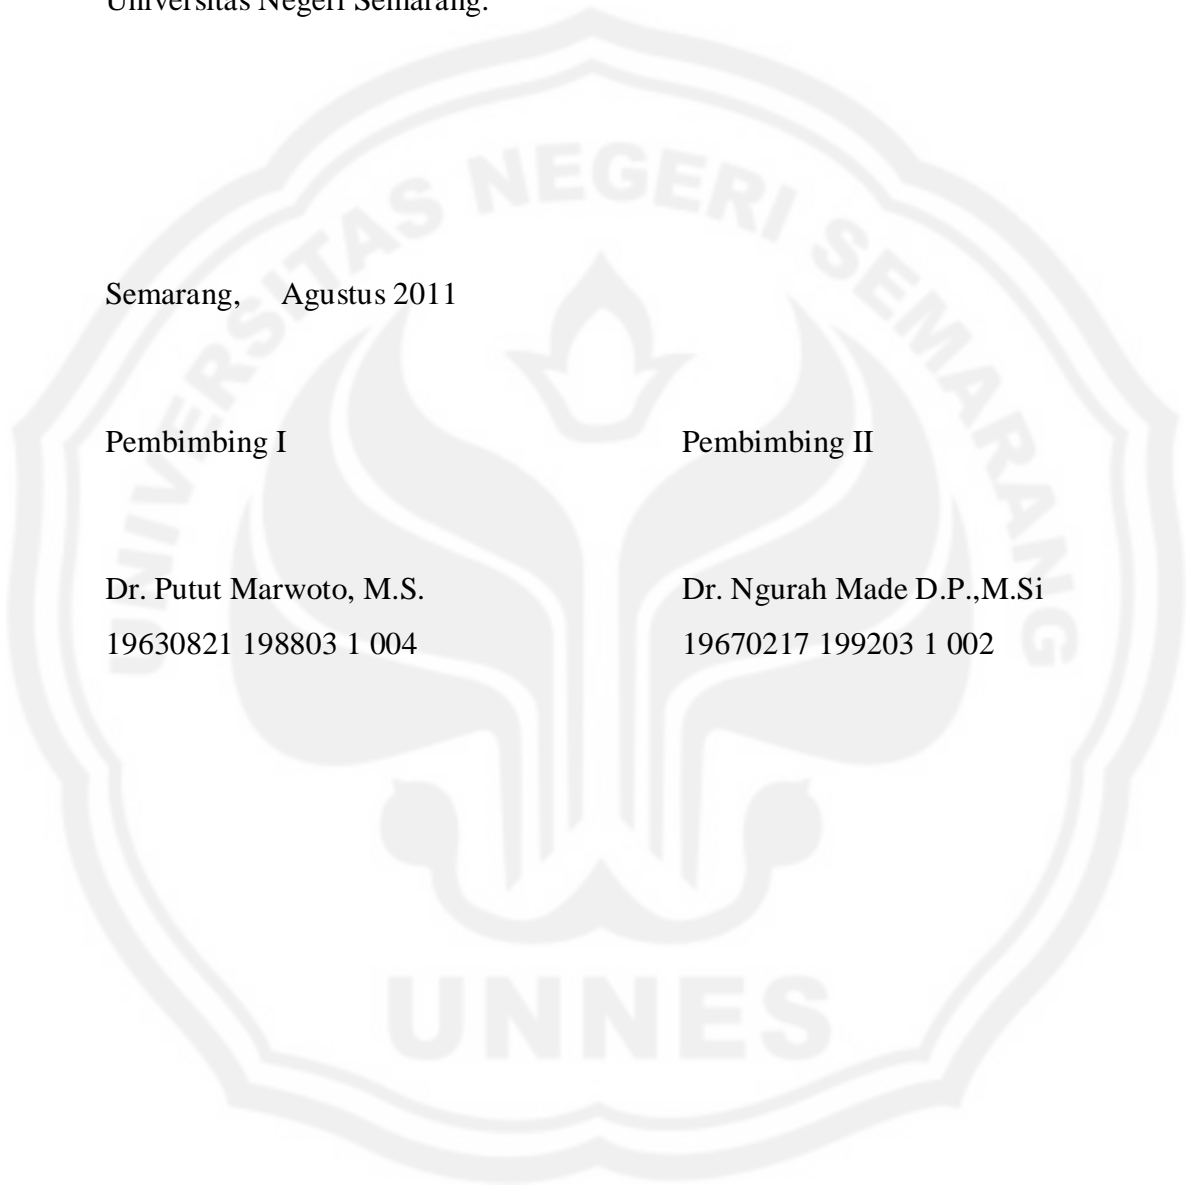 Universitas Negeri Semarang.
UNIVERSITAS NEGERI SEMARANG
Semarang, Agustus 2011
Pembimbing I Pembimbing II
Dr. Putut Marwoto, M.S. Dr. Ngurah Made D.P.,M.Si
19630821 198803 1 004 19670217 199203 1 002
UNNES